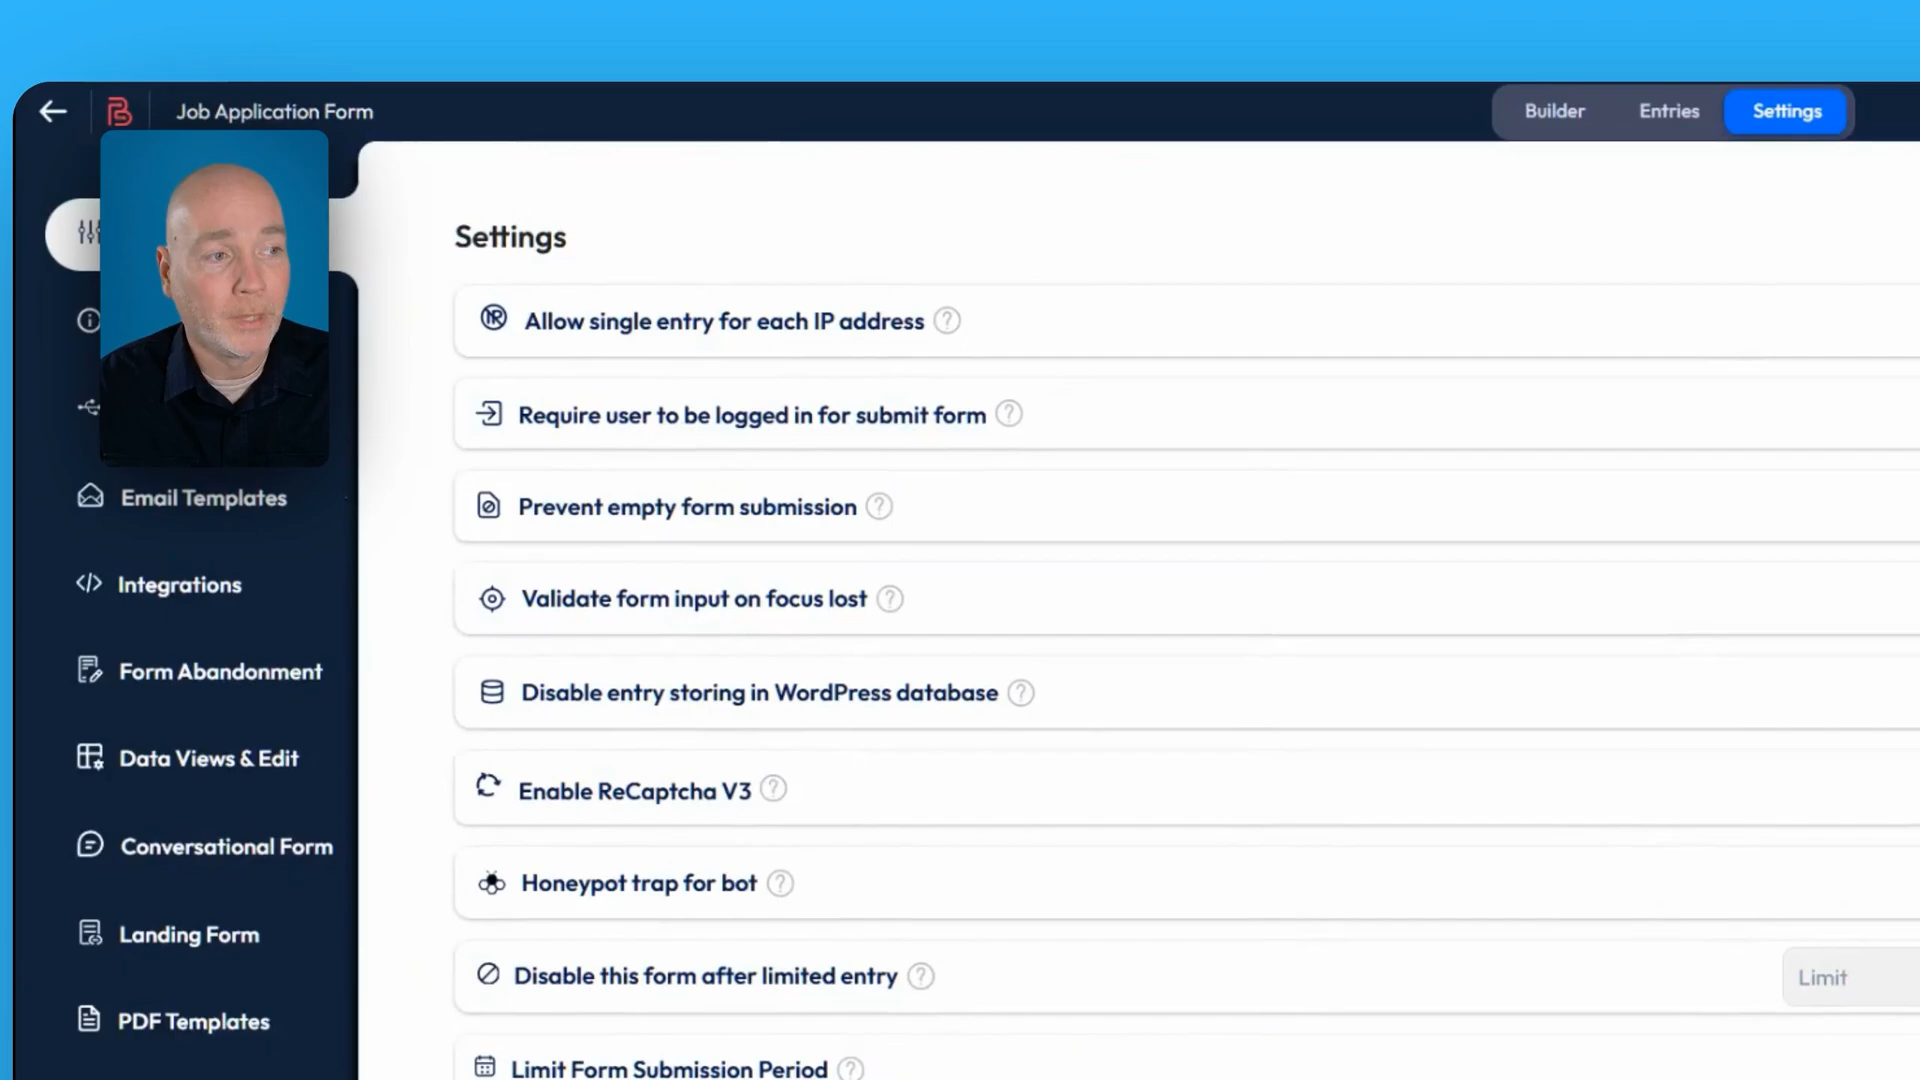 Job Application Form
Builder
Entries
Settings
Settings
Allow single entry for each IP address
Require user to be logged in for submit form
Prevent empty form submission
Validate form input on focus lost
Disable entry storing in WordPress database
Enable ReCaptcha V3
Honeypot trap for bot
Disable this form after limited entry
Limit
Limit Form Submission Period
Email Templates
Integrations
Form Abandonment
Data Views & Edit
Conversational Form
Landing Form
PDF Templates